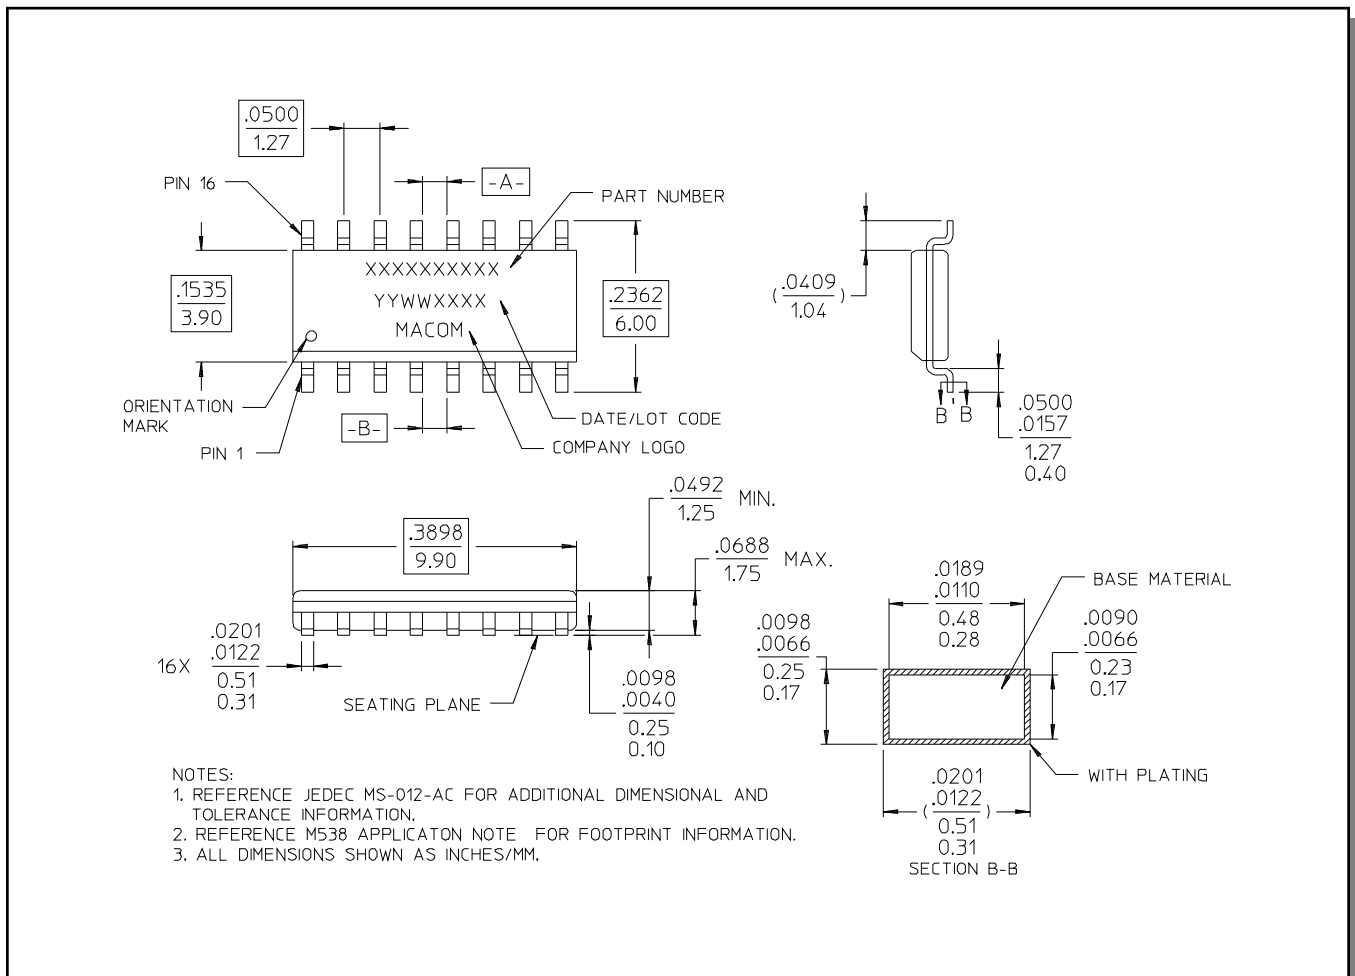 .0500
1.27
PIN 16
-A-
PART NUMBER
XXXXXXXXXX
YYWWXXXX
MACOM
.1535
3.90
.2362
6.00
ORIENTATION
MARK
PIN 1
-B-
DATE/LOT CODE
COMPANY LOGO
(.0409)
1.04
B B
.0500
.0157
1.27
0.40
.3898
9.90
.0492 MIN.
1.25
.0688 MAX.
1.75
16X
.0201
.0122
0.51
0.31
SEATING PLANE
.0098
.0040
0.25
0.10
.0189
.0110
0.48
0.28
BASE MATERIAL
.0098
.0066
0.25
0.17
.0090
.0066
0.23
0.17
WITH PLATING
.0201
(.0122)
0.51
0.31
SECTION B-B
NOTES:
1. REFERENCE JEDEC MS-012-AC FOR ADDITIONAL DIMENSIONAL AND
TOLERANCE INFORMATION.
2. REFERENCE M538 APPLICATON NOTE FOR FOOTPRINT INFORMATION.
3. ALL DIMENSIONS SHOWN AS INCHES/MM.